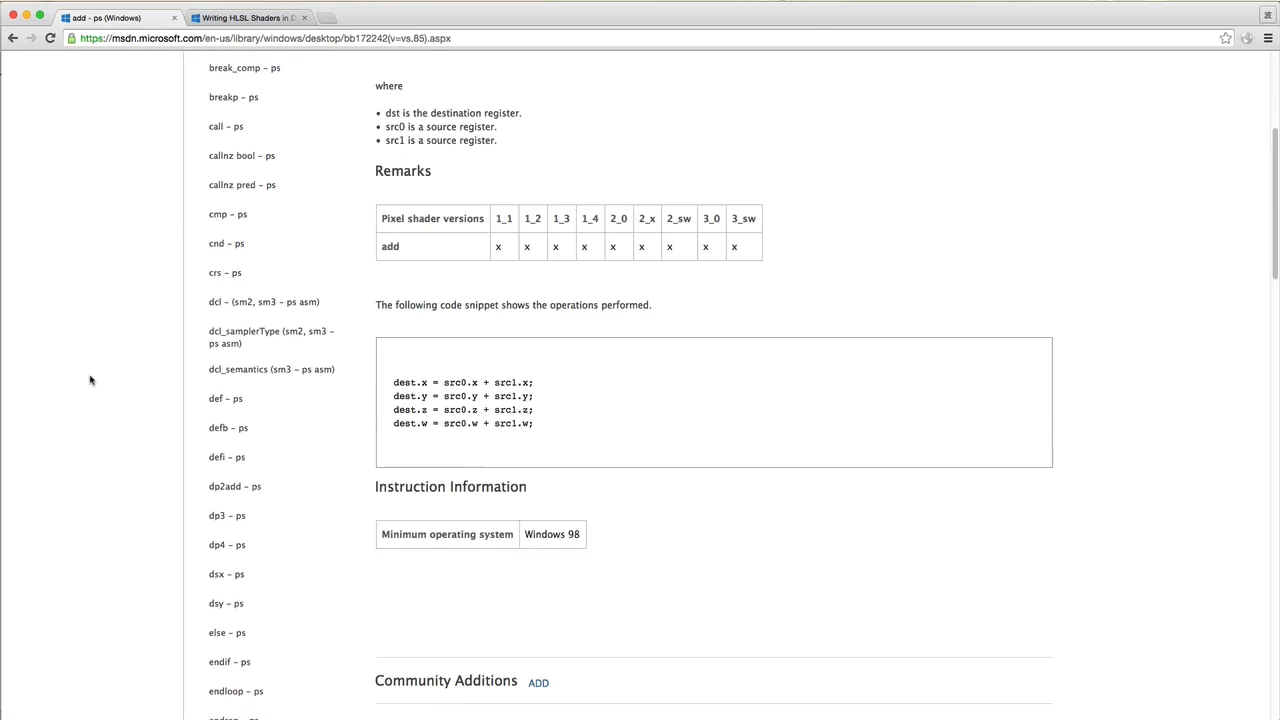 add - ps (Windows)
Writing HLSL Shaders in D
https://msdn.microsoft.com/en-us/library/windows/desktop/bb172242(v=vs.85).aspx
break_comp - ps
breakp - ps
call - ps
callnz bool - ps
callnz pred - ps
cmp - ps
cnd - ps
crs - ps
dcl - (sm2, sm3 - ps asm)
dcl_samplerType (sm2, sm3 -
ps asm)
dcl_semantics (sm3 - ps asm)
def - ps
defb - ps
defi - ps
dp2add - ps
dp3 - ps
dp4 - ps
dsx - ps
dsy - ps
else - ps
endif - ps
endloop - ps
where
• dst is the destination register.
• src0 is a source register.
• src1 is a source register.
Remarks
Pixel shader versions 1_1 1_2 1_3 1_4 2_0 2_x 2_sw 3_0 3_sw
add x x x x x x x x x
The following code snippet shows the operations performed.
dest.x = src0.x + src1.x;
dest.y = src0.y + src1.y;
dest.z = src0.z + src1.z;
dest.w = src0.w + src1.w;
Instruction Information
Minimum operating system Windows 98
Community Additions ADD